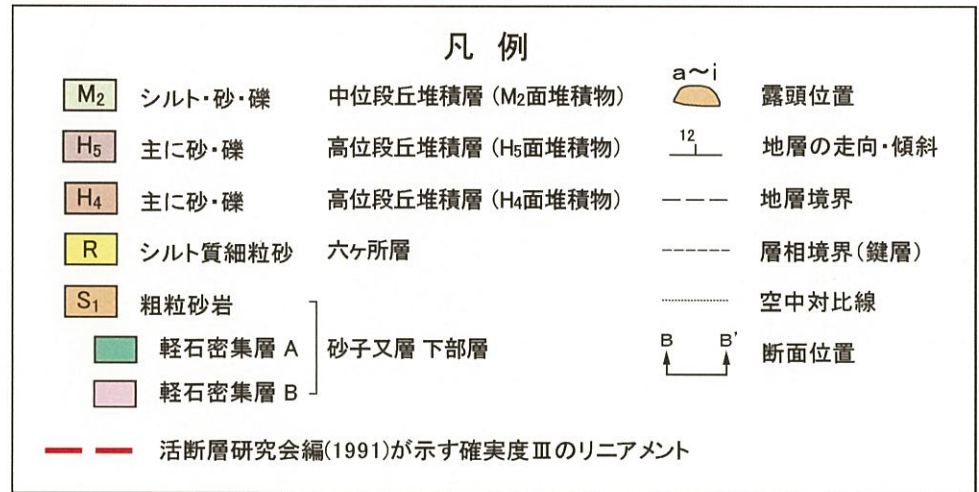 凡 例
M₂ シルト・砂・礫 中位段丘堆積層 (M₂面堆積物)
H₅ 主に砂・礫 高位段丘堆積層 (H₅面堆積物)
H₄ 主に砂・礫 高位段丘堆積層 (H₄面堆積物)
R シルト質細粒砂 六ヶ所層
S₁ 粗粒砂岩
軽石密集層 A 砂子又層 下部層
軽石密集層 B
a〜i 露頭位置
12 地層の走向・傾斜
地層境界
層相境界(鍵層)
空中対比線
B B' 断面位置
活断層研究会編(1991)が示す確実度Ⅲのリニアメント